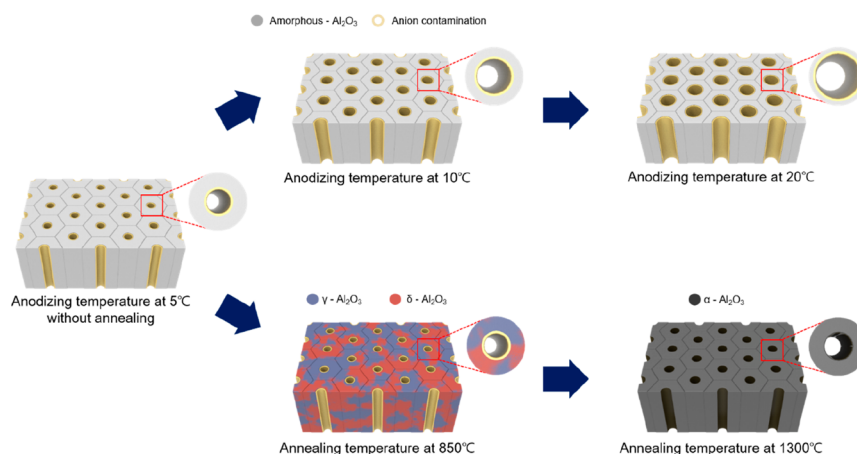 Amorphous - Al₂O₃
Anion contamination
Anodizing temperature at 10℃
Anodizing temperature at 20℃
Anodizing temperature at 5℃
without annealing
γ - Al₂O₃
δ - Al₂O₃
α - Al₂O₃
Annealing temperature at 850℃
Annealing temperature at 1300℃